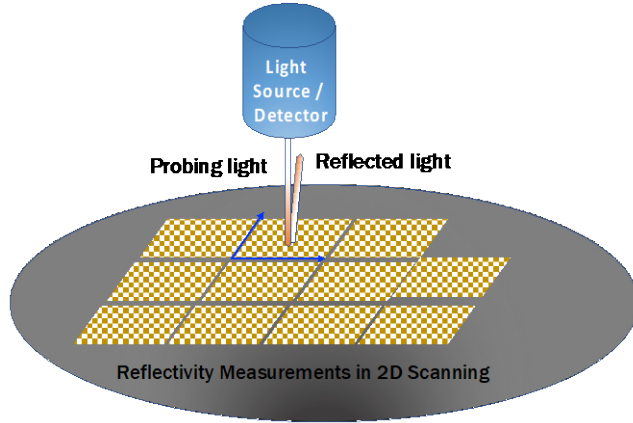 Light
Source /
Detector
Probing light
Reflected light
Reflectivity Measurements in 2D Scanning